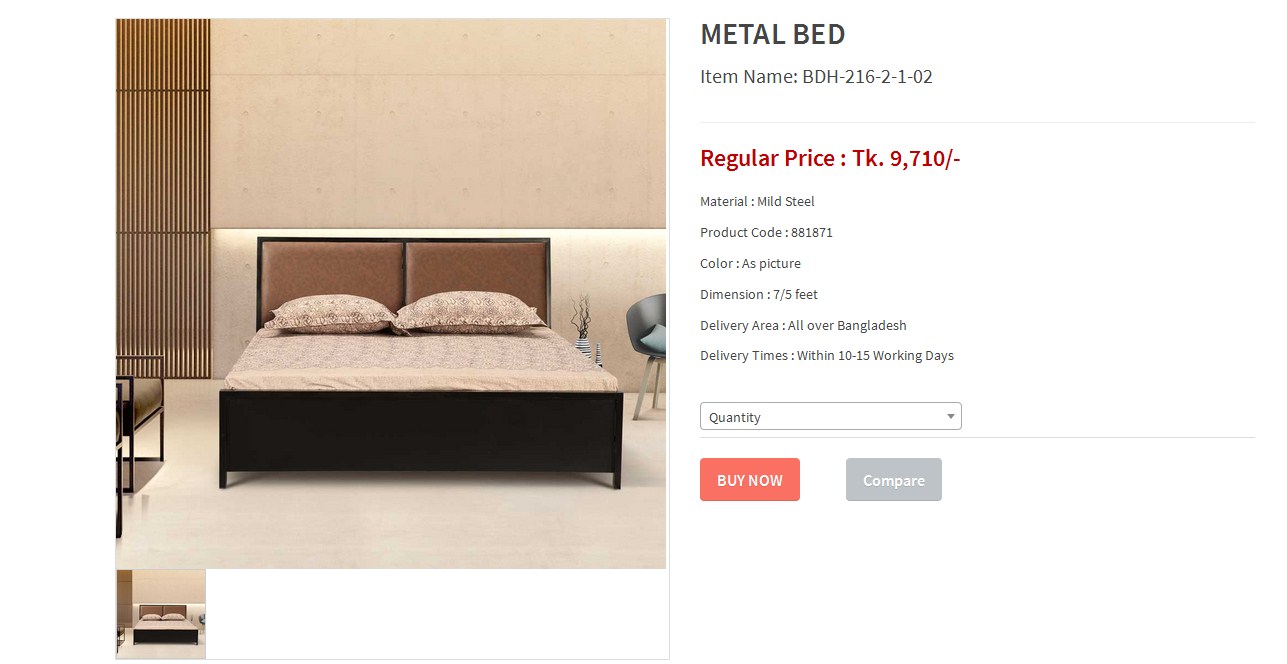 METAL BED
Item Name: BDH-216-2-1-02
Regular Price : Tk. 9,710/-
Material : Mild Steel
Product Code : 881871
Color : As picture
Dimension : 7/5 feet
Delivery Area : All over Bangladesh
Delivery Times : Within 10-15 Working Days
Quantity
BUY NOW
Compare